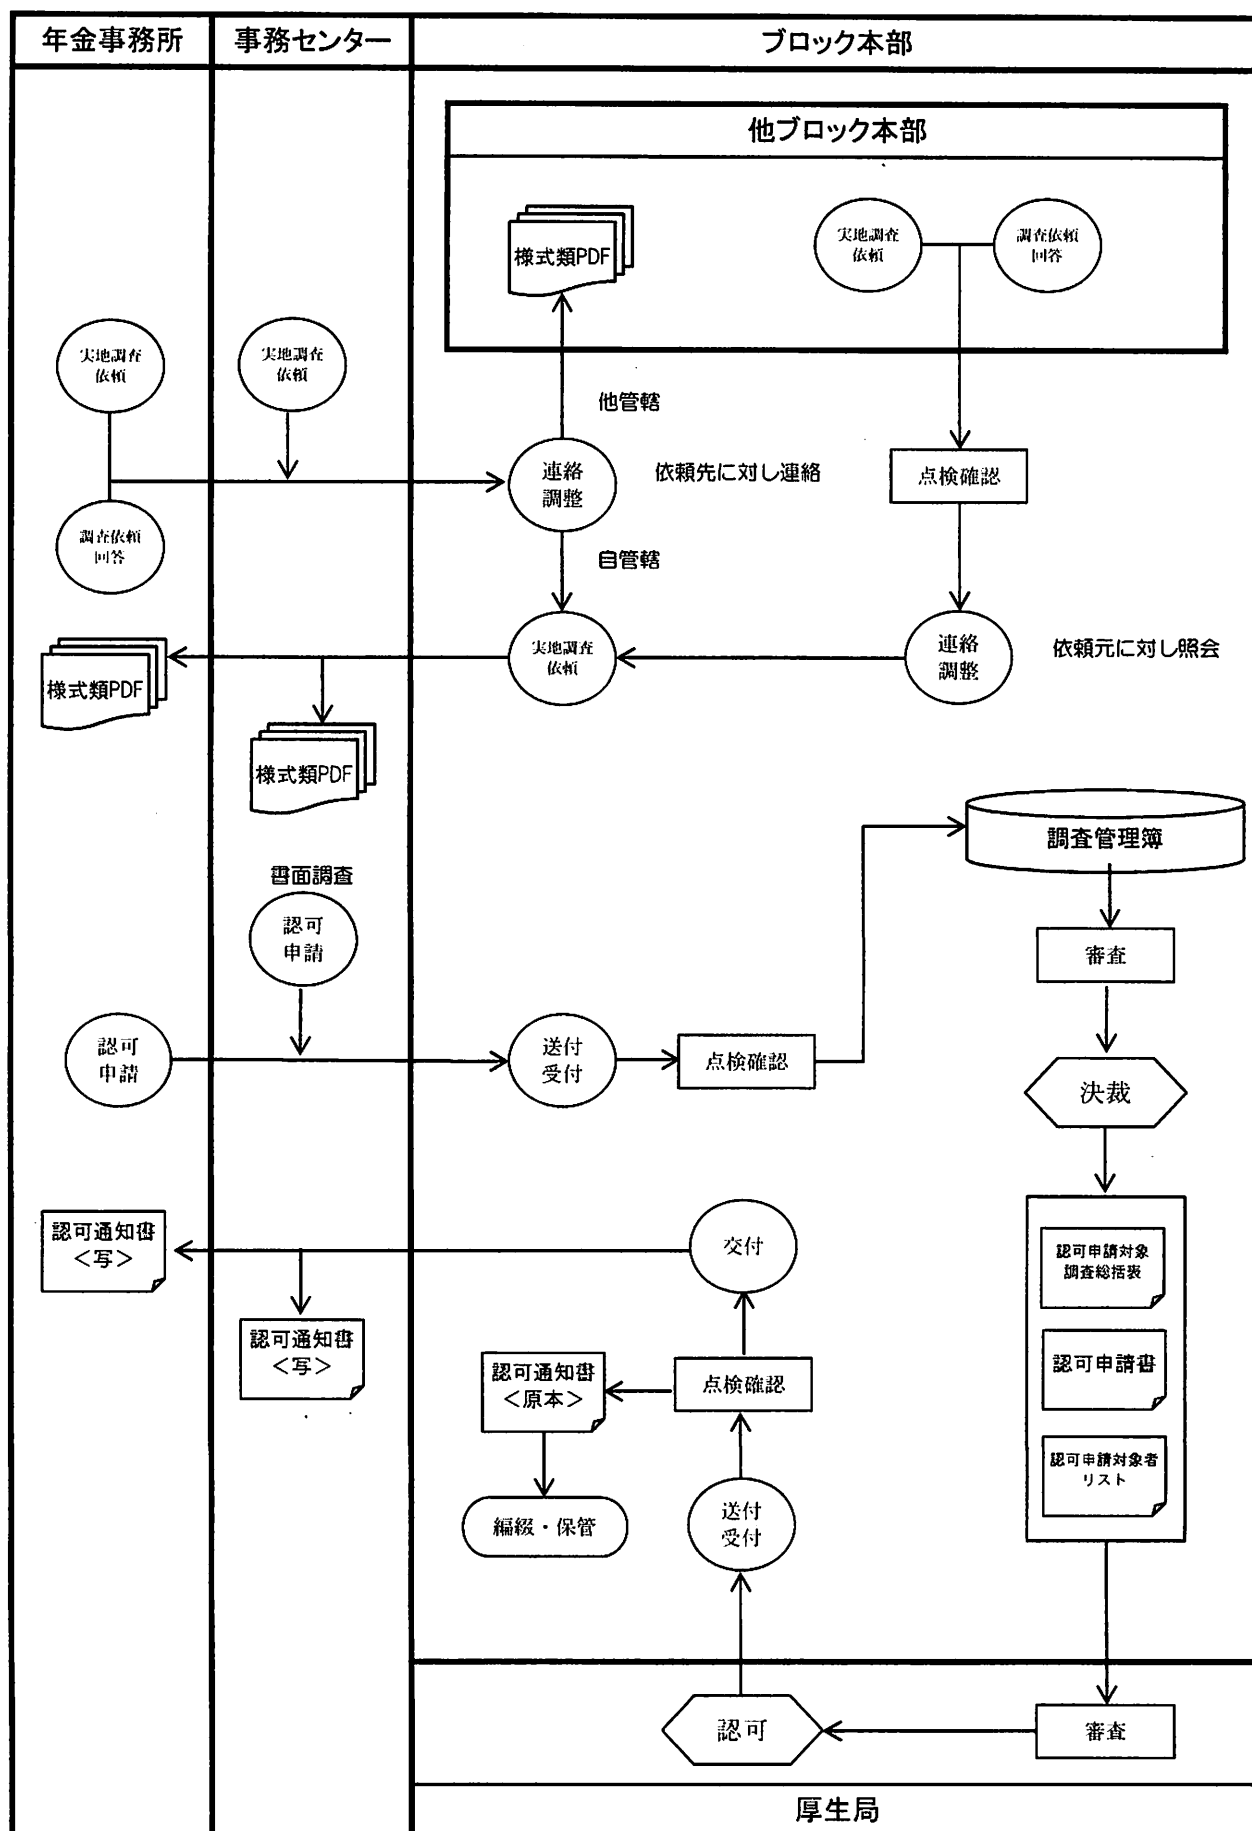 年金事務所
事務センター
ブロック本部
他ブロック本部
様式類PDF
実地調査
依頼
調査依頼
回答
実地調査
依頼
実地調査
依頼
他管轄
連絡
調整
依頼先に対し連絡
点検確認
調査依頼
回答
自管轄
様式類PDF
実地調査
依頼
連絡
調整
依頼元に対し照会
様式類PDF
調査管理簿
書面調査
認可
申請
審査
認可
申請
送付
受付
点検確認
決裁
認可通知書
＜写＞
交付
認可申請対象
調査総括表
認可通知書
＜写＞
認可通知書
＜原本＞
点検確認
認可申請書
認可申請対象者
リスト
編綴・保管
送付
受付
認可
審査
厚生局